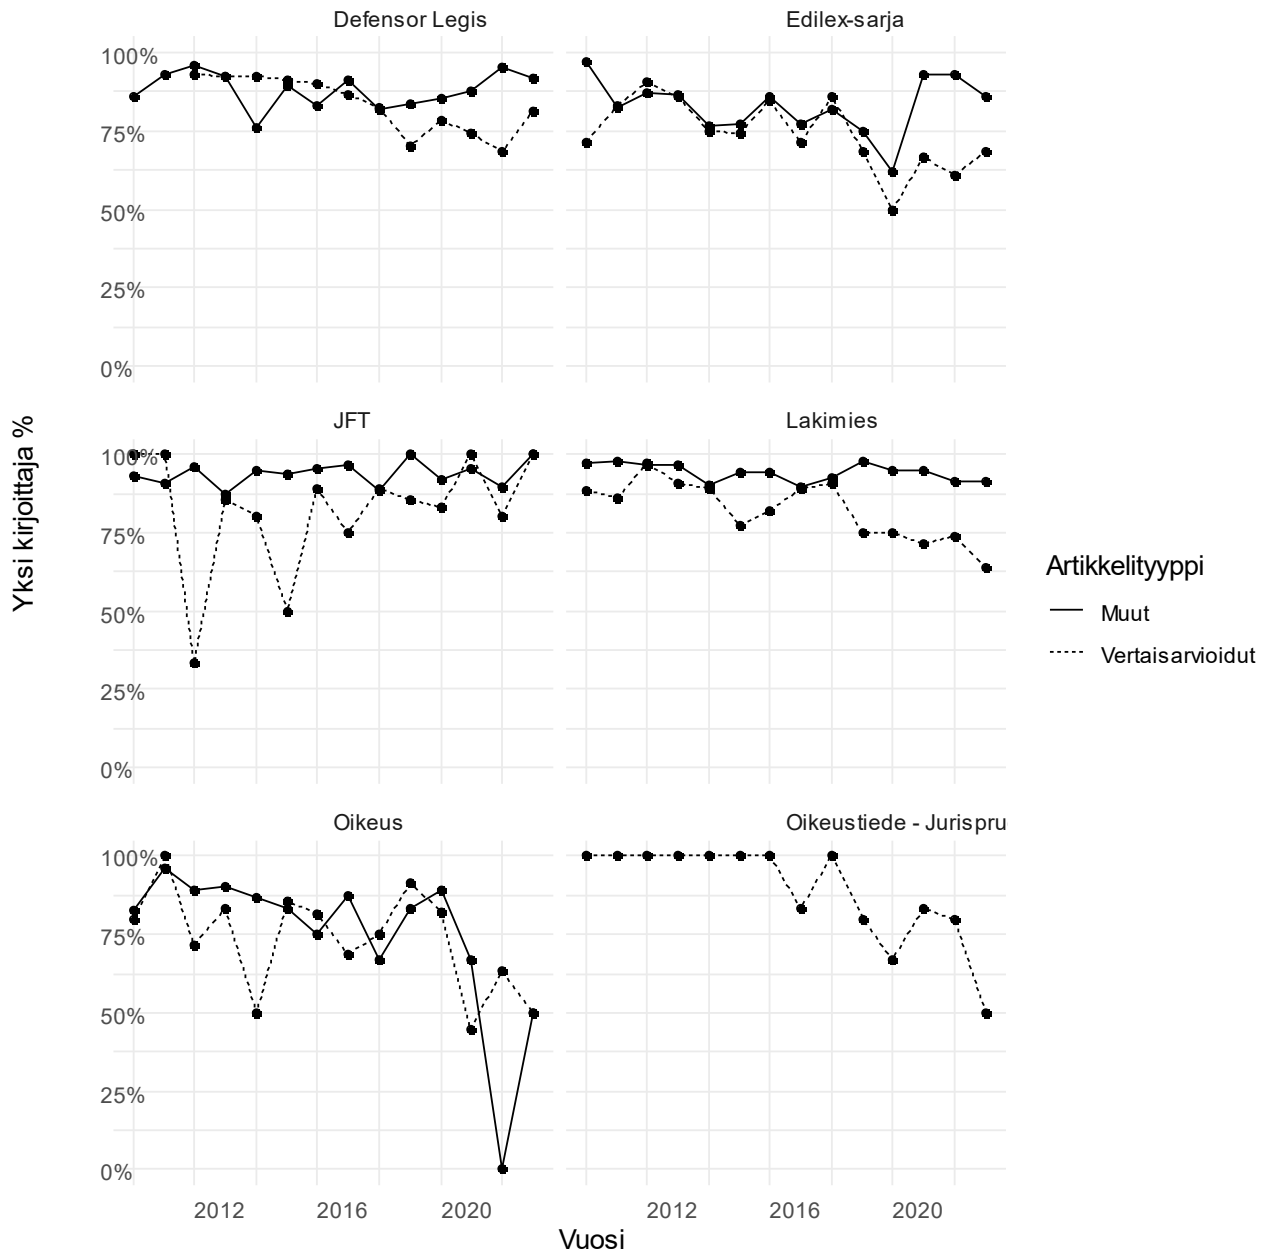 Defensor Legis
Edilex-sarja
100%
75%
50%
25%
0%
JFT
Lakimies
100%
75%
50%
25%
0%
Yksi kirjoittaja %
Artikkelityyppi
Muut
Vertaisarvioidut
Oikeus
Oikeustiede - Jurispru
100%
75%
50%
25%
0%
2012 2016 2020 2012 2016 2020
Vuosi